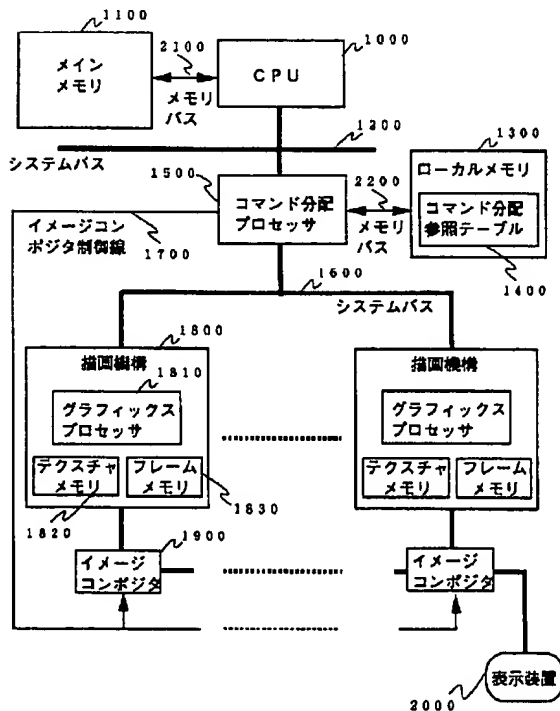 1100
メイン
メモリ
2100
メモリ
バス
1000
CPU
1200
システムバス
1500
コマンド分配
プロセッサ
2200
メモリ
バス
1300
ローカルメモリ
コマンド分配
参照テーブル
1400
イメージコン
ポジタ制御線
1700
1600
システムバス
1800
描画機構
1810
グラフィックス
プロセッサ
テクスチャ
メモリ
フレーム
メモリ
1820
1830
描画機構
グラフィックス
プロセッサ
テクスチャ
メモリ
フレーム
メモリ
1900
イメージ
コンポジタ
イメージ
コンポジタ
2000
表示装置